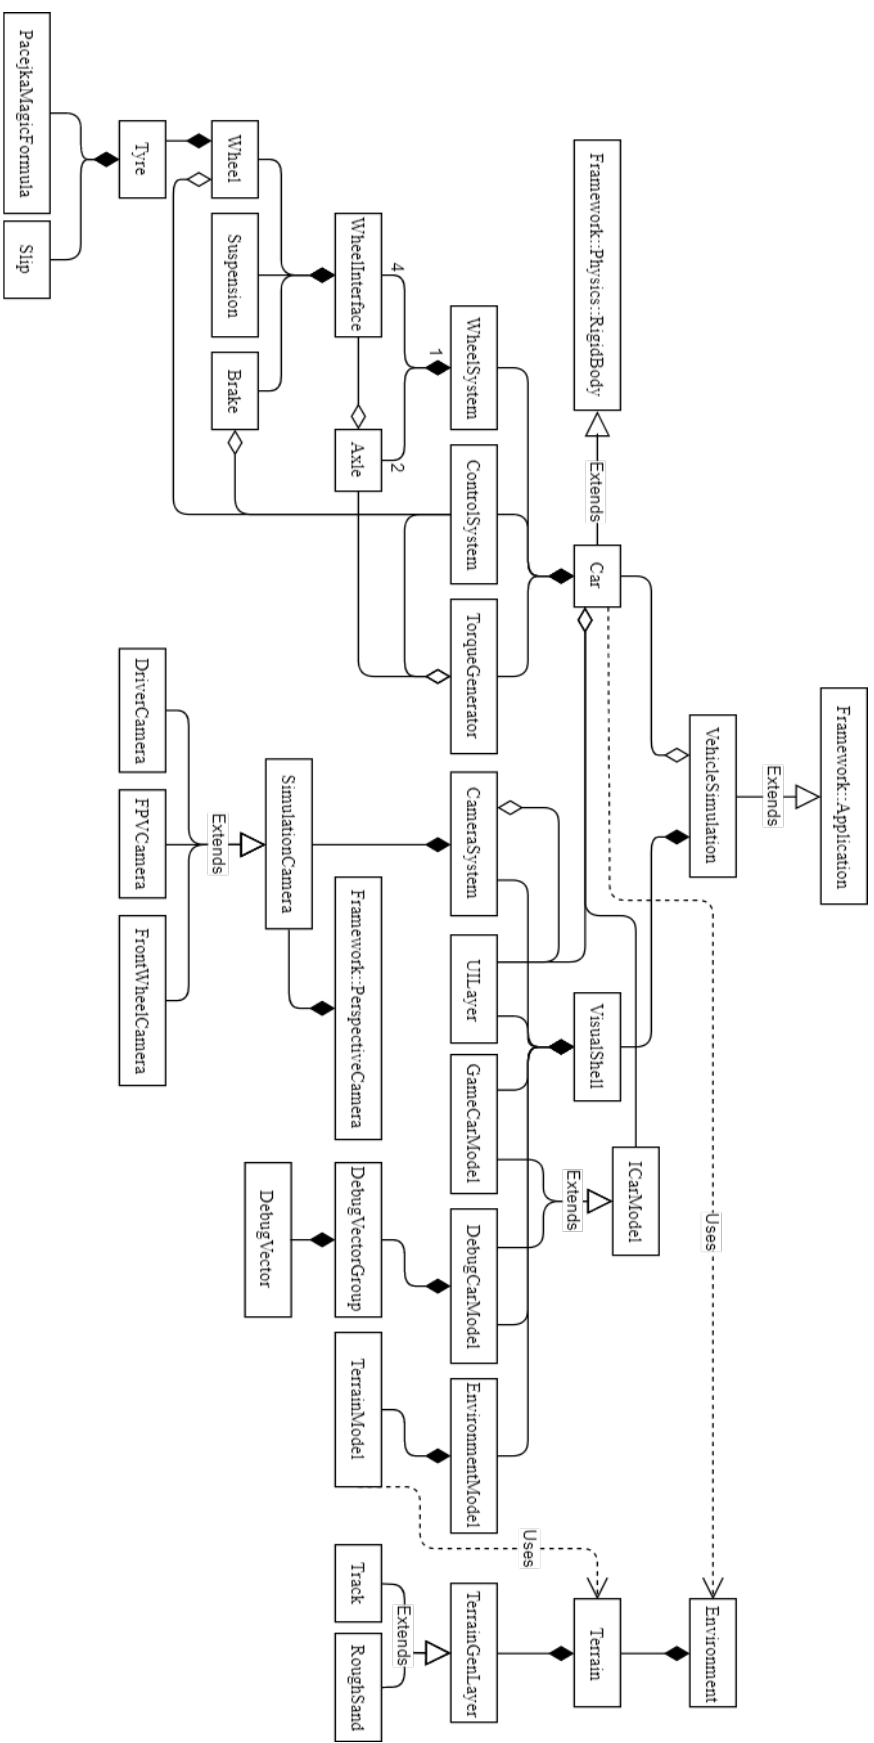 Framework::Application
Extends
VehicleSimulation
Environment
Uses
ICarModel
Framework::Physics::RigidBody
Extends
Car
VisualShell
Extends
Terrain
Uses
1
WheelSystem
ControlSystem
TorqueGenerator
CameraSystem
UILayer
GameCarModel
DebugCarModel
EnvironmentModel
TerrainGenLayer
4
2
Extends
WheelInterface
Axle
Framework::PerspectiveCamera
DebugVectorGroup
TerrainModel
Track
RoughSand
SimulationCamera
DebugVector
Wheel
Suspension
Brake
Extends
Tyre
DriverCamera
FPVCamera
FrontWheelCamera
PacejkaMagicFormula
Slip